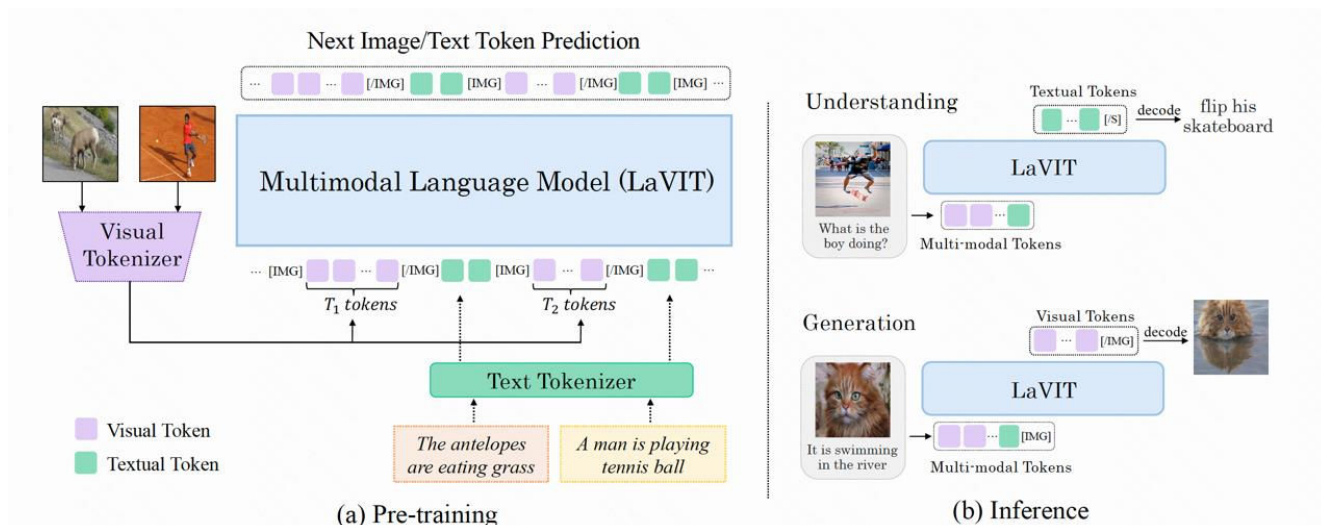 Next Image/Text Token Prediction
... ... [/IMG] [IMG] ... [/IMG] [IMG] ...
Multimodal Language Model (LaVIT)
Visual
Tokenizer
... [IMG] ... [/IMG] [IMG] ... [/IMG] ...
T1 tokens
T2 tokens
Text Tokenizer
The antelopes
are eating grass
A man is playing
tennis ball
Visual Token
Textual Token
(a) Pre-training
Understanding
Textual Tokens
... [/S]
decode
flip his
skateboard
LaVIT
What is the
boy doing?
...
Multi-modal Tokens
Generation
Visual Tokens
... [/IMG]
decode
LaVIT
It is swimming
in the river
... [IMG]
Multi-modal Tokens
(b) Inference